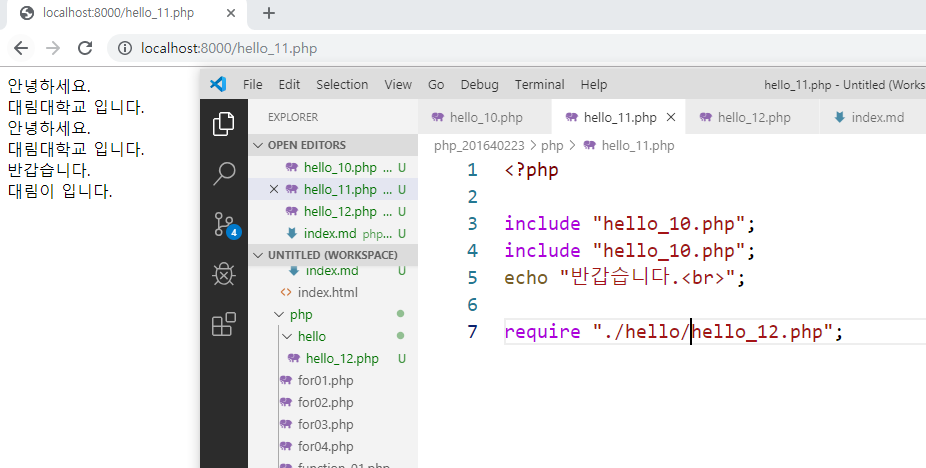 localhost:8000/hello_11.php
localhost:8000/hello_11.php
안녕하세요.
대림대학교 입니다.
안녕하세요.
대림대학교 입니다.
반갑습니다.
대림이 입니다.
File Edit Selection View Go Debug Terminal Help
hello_11.php - Untitled (Works
EXPLORER
OPEN EDITORS
hello_10.php ... U
hello_11.php ... U
hello_12.php ... U
index.md php... U
4
UNTITLED (WORKSPACE)
index.md U
index.html
php
hello
hello_12.php U
for01.php
for02.php
for03.php
for04.php
function_01.php
hello_10.php hello_11.php hello_12.php index.md
php_201640223 > php > hello_11.php
1 <?php
2
3 include "hello_10.php";
4 include "hello_10.php";
5 echo "반갑습니다.<br>";
6
7 require "./hello/hello_12.php";